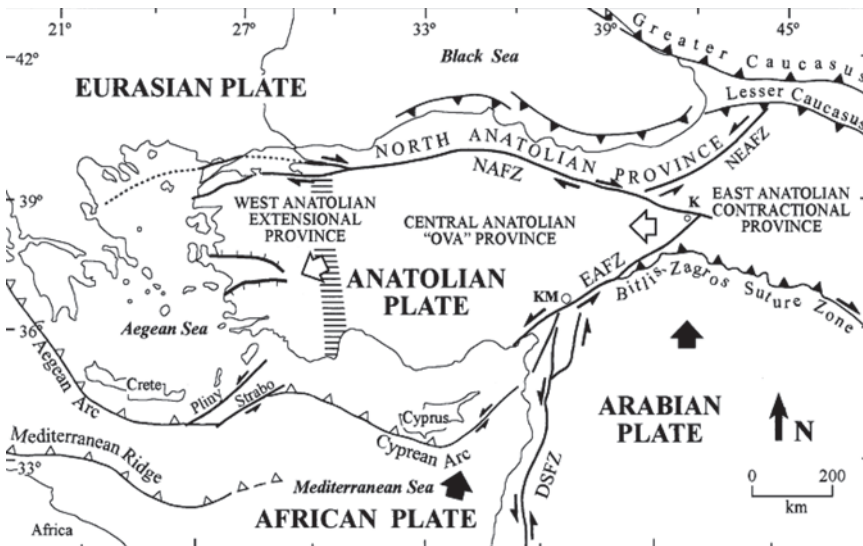 21°
27°
33°
39°
45°
42°
39°
36°
33°
Greater Caucasus
Lesser Caucasus
Black Sea
EURASIAN PLATE
NORTH ANATOLIAN PROVINCE
NAFZ
NEAFZ
K
WEST ANATOLIAN
EXTENSIONAL
PROVINCE
CENTRAL ANATOLIAN
"OVA" PROVINCE
EAST ANATOLIAN
CONTRACTIONAL
PROVINCE
ANATOLIAN
PLATE
EAFZ
KM
Bitlis-Zagros Suture Zone
Aegean Sea
Aegean Arc
Crete
Pliny
Strabo
Cyprus
Cyprean Arc
ARABIAN
PLATE
N
DSFZ
Mediterranean Ridge
Mediterranean Sea
AFRICAN PLATE
Africa
0 200
km